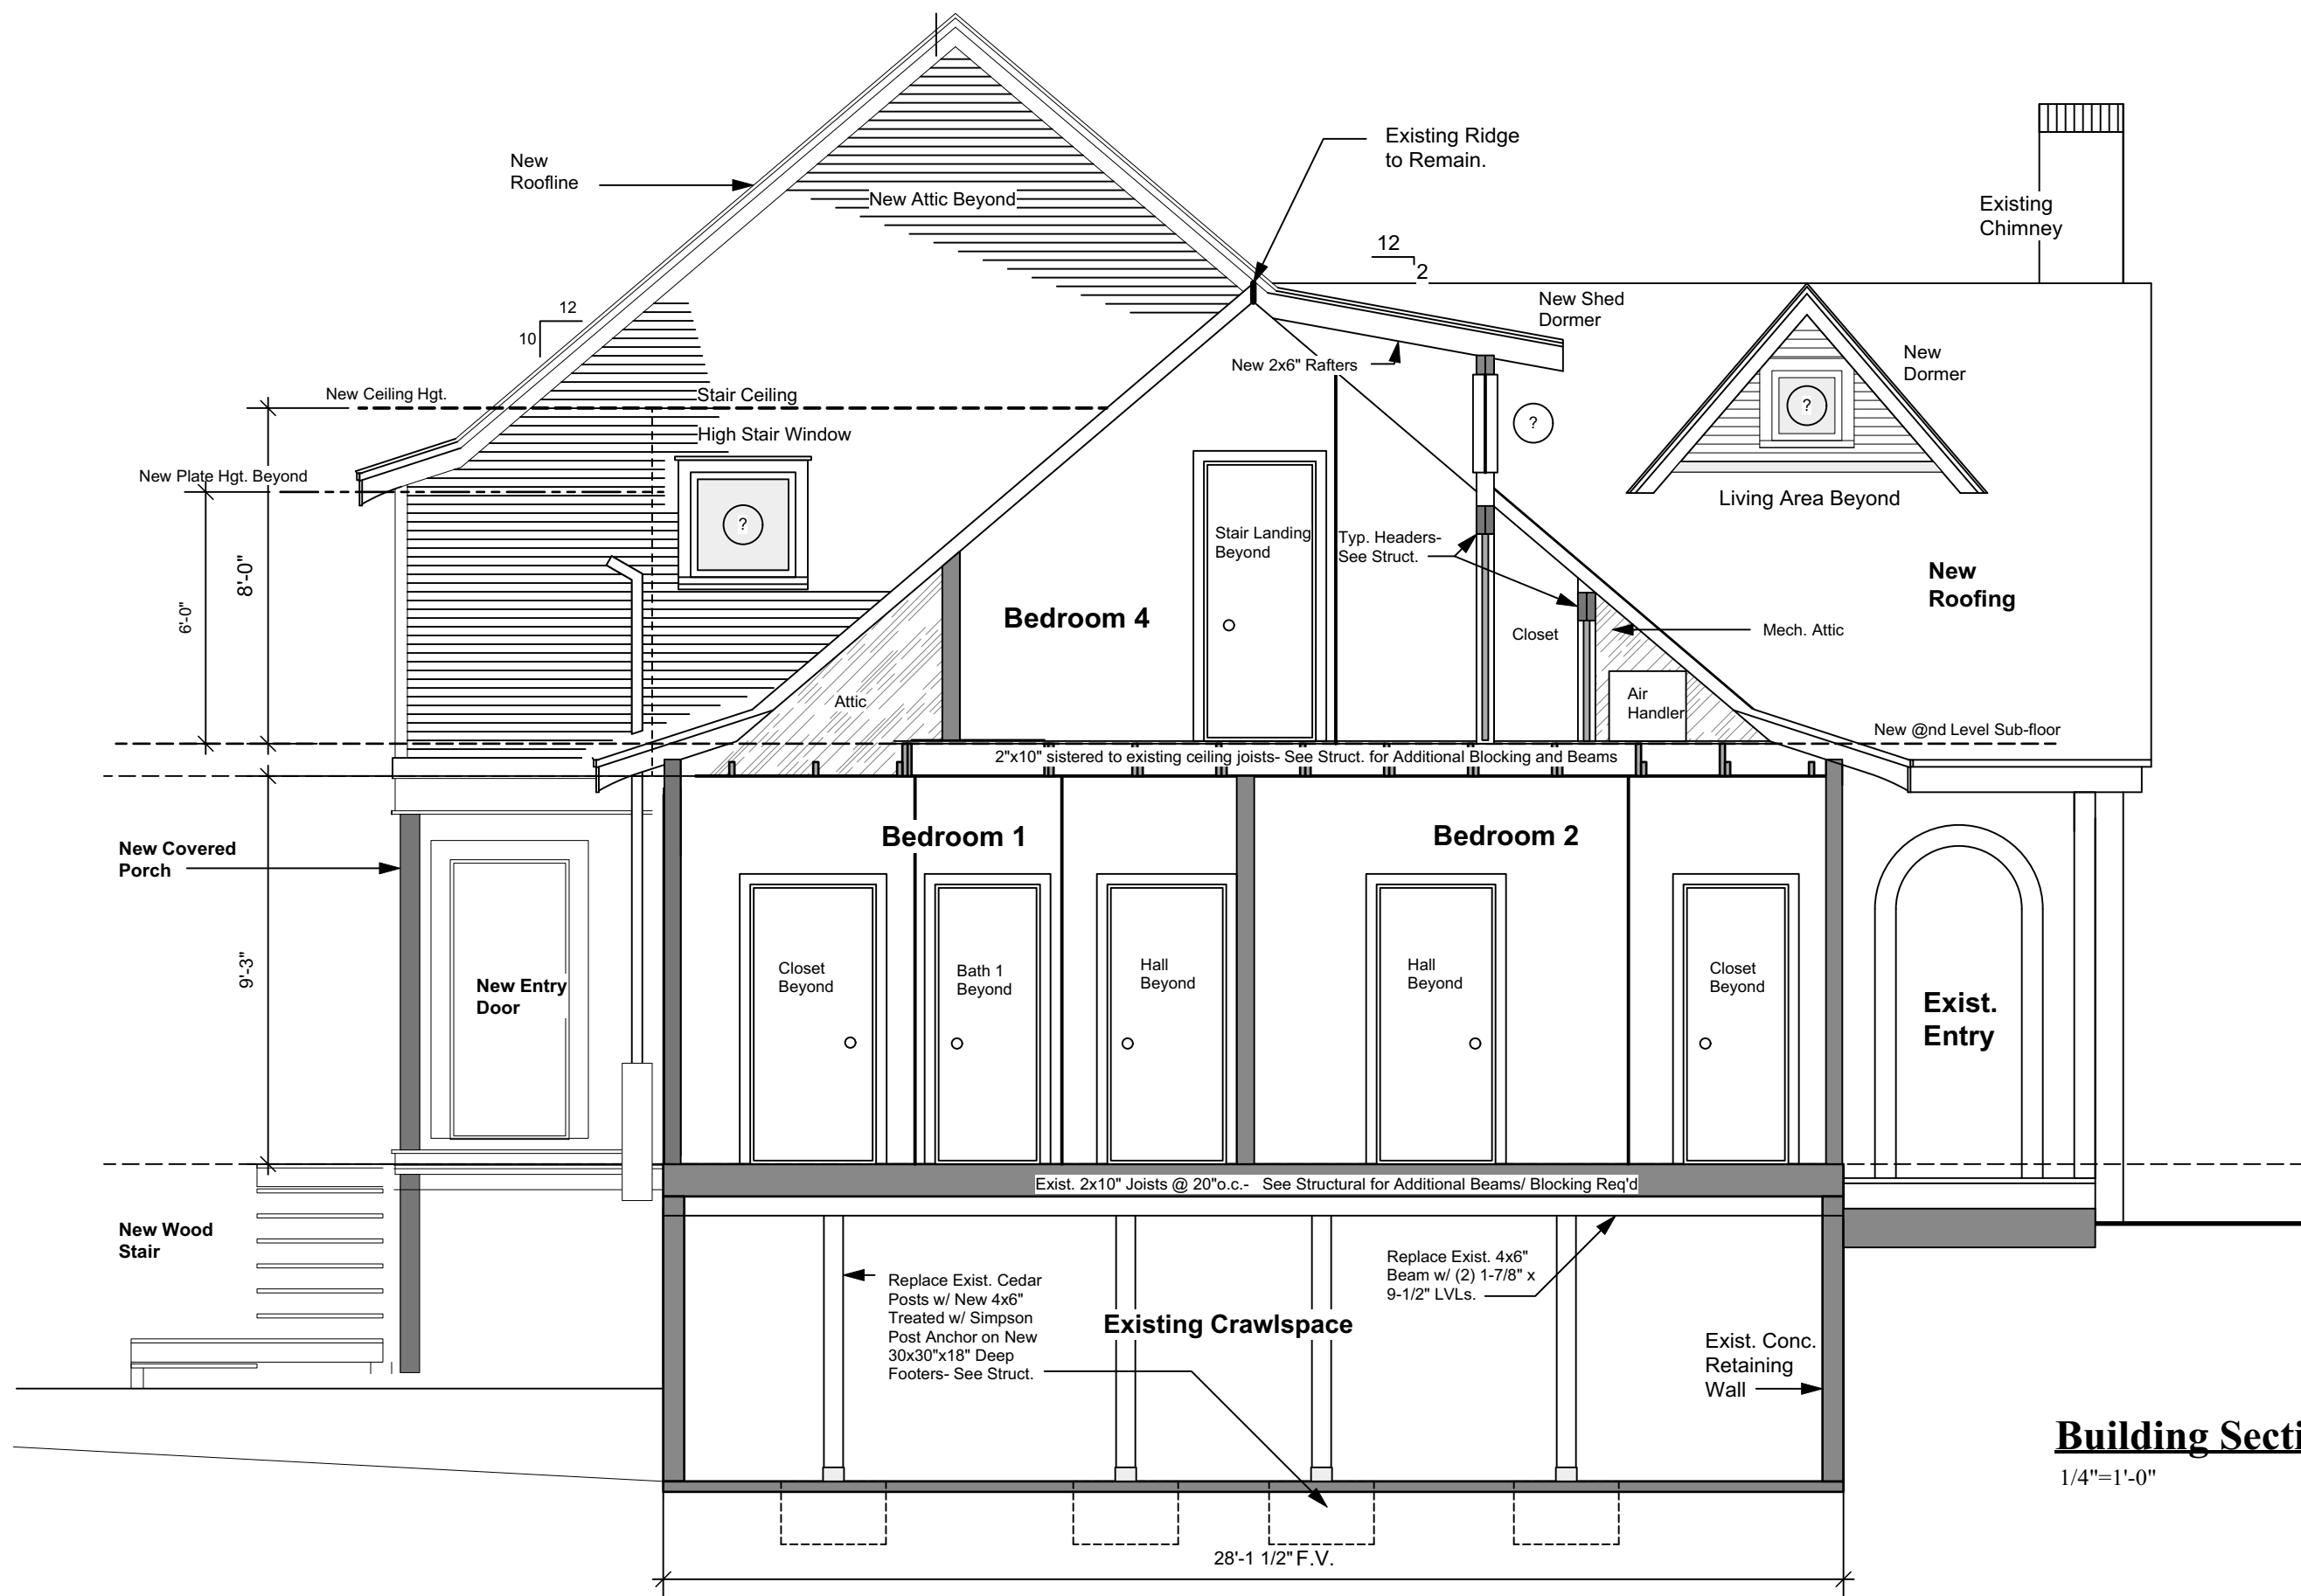 Existing Ridge
to Remain.
New
Roofline
New Attic Beyond
Existing
Chimney
12
2
New Shed
Dormer
12
10
New
Dormer
New 2x6" Rafters
New Ceiling Hgt.
Stair Ceiling
?
?
High Stair Window
New Plate Hgt. Beyond
Living Area Beyond
?
Stair Landing
Beyond
Typ. Headers-
See Struct.
8'-0"
6'-0"
New
Roofing
Bedroom 4
Closet
Mech. Attic
Attic
Air
Handler
New @nd Level Sub-floor
2"x10" sistered to existing ceiling joists- See Struct. for Additional Blocking and Beams
New Covered
Porch
Bedroom 1
Bedroom 2
9'-3"
New Entry
Door
Closet
Beyond
Bath 1
Beyond
Hall
Beyond
Hall
Beyond
Closet
Beyond
Exist.
Entry
Exist. 2x10" Joists @ 20"o.c.- See Structural for Additional Beams/ Blocking Req'd
New Wood
Stair
Replace Exist. Cedar
Posts w/ New 4x6"
Treated w/ Simpson
Post Anchor on New
30x30"x18" Deep
Footers- See Struct.
Existing Crawlspace
Replace Exist. 4x6"
Beam w/ (2) 1-7/8" x
9-1/2" LVLs.
Exist. Conc.
Retaining
Wall
Building Secti
1/4"=1'-0"
28'-1 1/2" F.V.